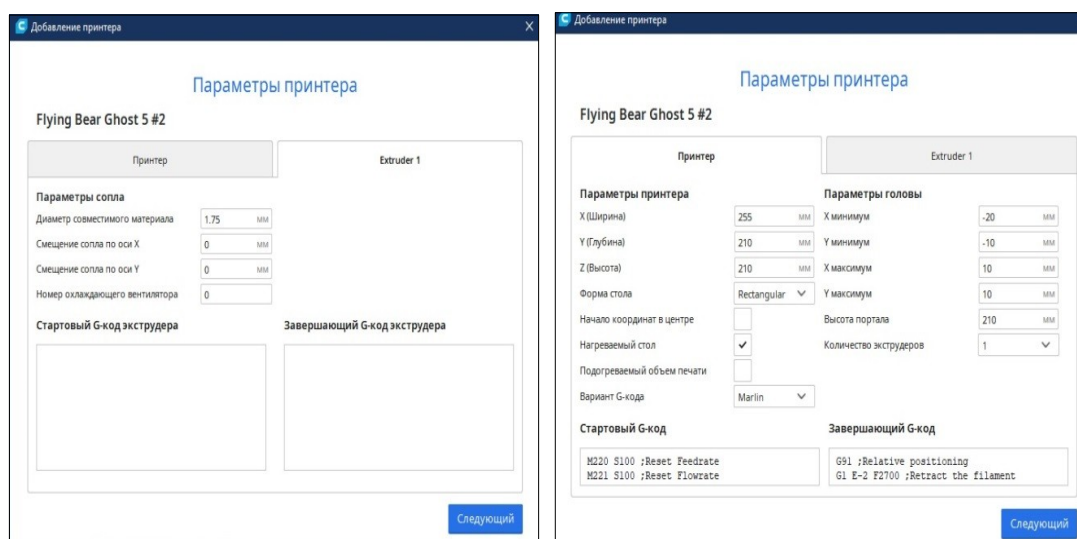 Добавление принтера
X
Параметры принтера
Flying Bear Ghost 5 #2
Принтер
Extruder 1
Параметры сопла
Диаметр совместимого материала 1.75 мм
Смещение сопла по оси X 0 мм
Смещение сопла по оси Y 0 мм
Номер охлаждающего вентилятора 0
Стартовый G-код экструдера
Завершающий G-код экструдера
Следующий
Добавление принтера
Параметры принтера
Flying Bear Ghost 5 #2
Принтер
Extruder 1
Параметры принтера
X (Ширина) 255 мм
Y (Глубина) 210 мм
Z (Высота) 210 мм
Форма стола Rectangular
Начало координат в центре
Нагреваемый стол
Подогреваемый объем печати
Вариант G-кода Marlin
Параметры головы
X минимум -20 мм
Y минимум -10 мм
X максимум 10 мм
Y максимум 10 мм
Высота портала 210 мм
Количество экструдеров 1
Стартовый G-код
M220 S100 ;Reset Feedrate
M221 S100 ;Reset Flowrate
Завершающий G-код
G91 ;Relative positioning
G1 E-2 F2700 ;Retract the filament
Следующий